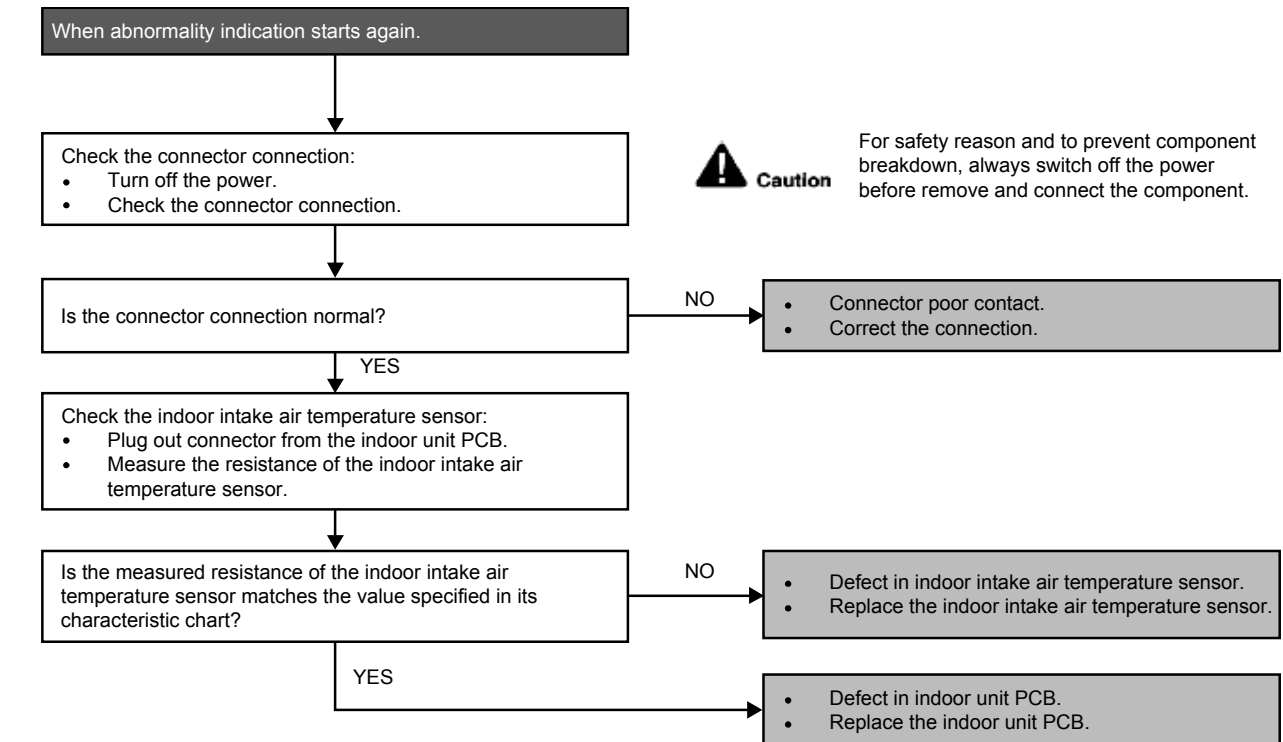 When abnormality indication starts again.
Check the connector connection:
• Turn off the power.
• Check the connector connection.
Caution
For safety reason and to prevent component
breakdown, always switch off the power
before remove and connect the component.
Is the connector connection normal?
NO
• Connector poor contact.
• Correct the connection.
YES
Check the indoor intake air temperature sensor:
• Plug out connector from the indoor unit PCB.
• Measure the resistance of the indoor intake air
temperature sensor.
Is the measured resistance of the indoor intake air
temperature sensor matches the value specified in its
characteristic chart?
NO
• Defect in indoor intake air temperature sensor.
• Replace the indoor intake air temperature sensor.
YES
• Defect in indoor unit PCB.
• Replace the indoor unit PCB.